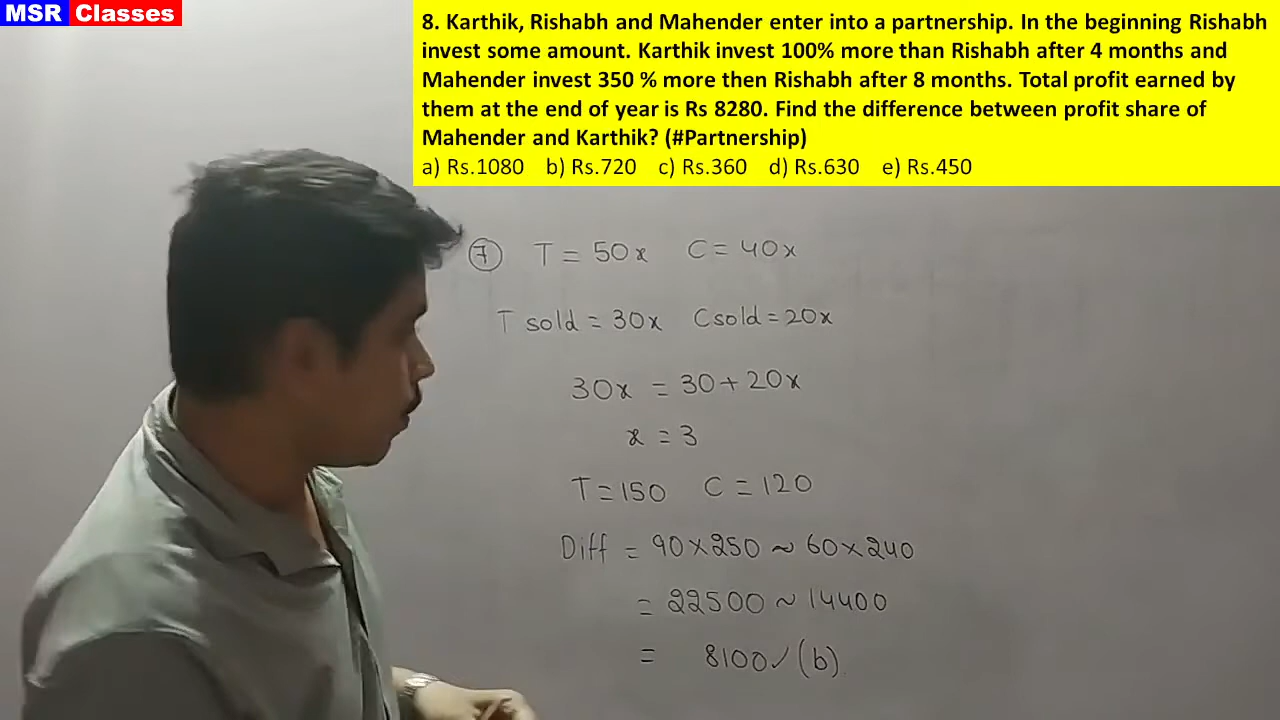 MSR Classes
8. Karthik, Rishabh and Mahender enter into a partnership. In the beginning Rishabh
invest some amount. Karthik invest 100% more than Rishabh after 4 months and
Mahender invest 350 % more then Rishabh after 8 months. Total profit earned by
them at the end of year is Rs 8280. Find the difference between profit share of
Mahender and Karthik? (#Partnership)
a) Rs.1080 b) Rs.720 c) Rs.360 d) Rs.630 e) Rs.450
7 T = 50x C = 40x
T sold = 30x C sold = 20x
30x = 30 + 20x
x = 3
T = 150 C = 120
Diff = 90 × 250 ~ 60 × 240
= 22500 ~ 14400
= 8100 ✓ (b)